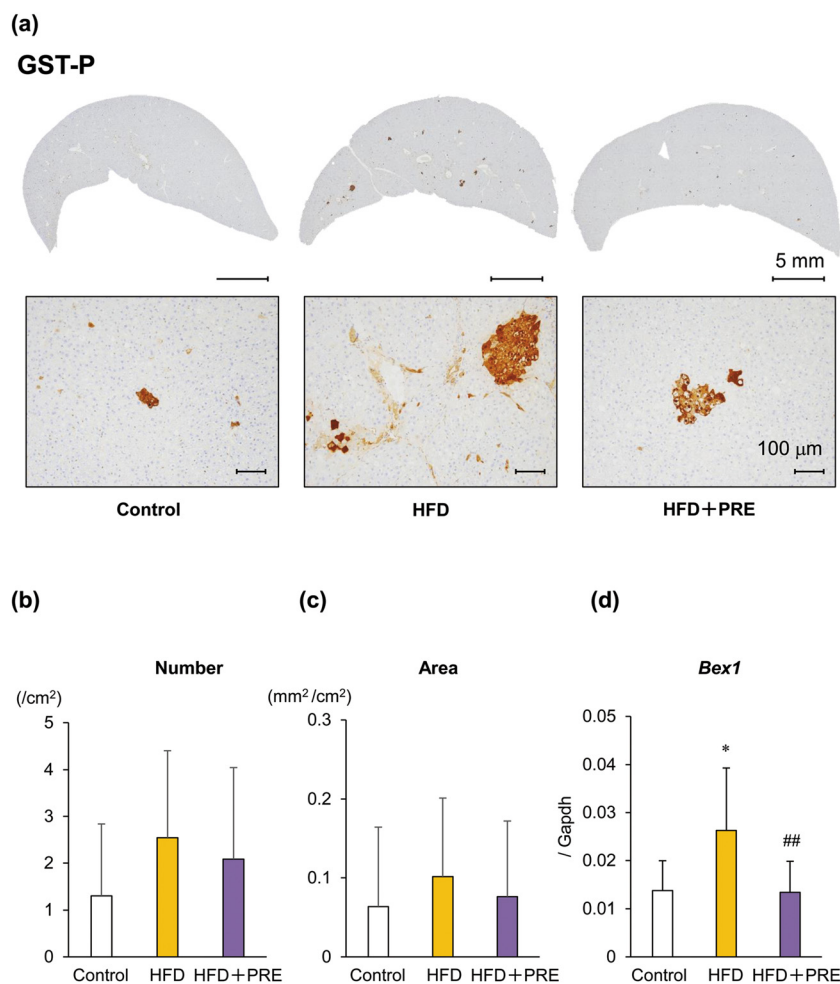 (a)
GST-P
5 mm
100 μm
Control HFD HFD+PRE
(b) (c) (d)
Number Area Bex1
(/cm²) (mm²/cm²)
5
4
3
2
1
0
Control HFD HFD+PRE
0.3
0.2
0.1
0
Control HFD HFD+PRE
/ Gapdh
0.05
0.04
0.03
0.02
0.01
0
* ##
Control HFD HFD+PRE